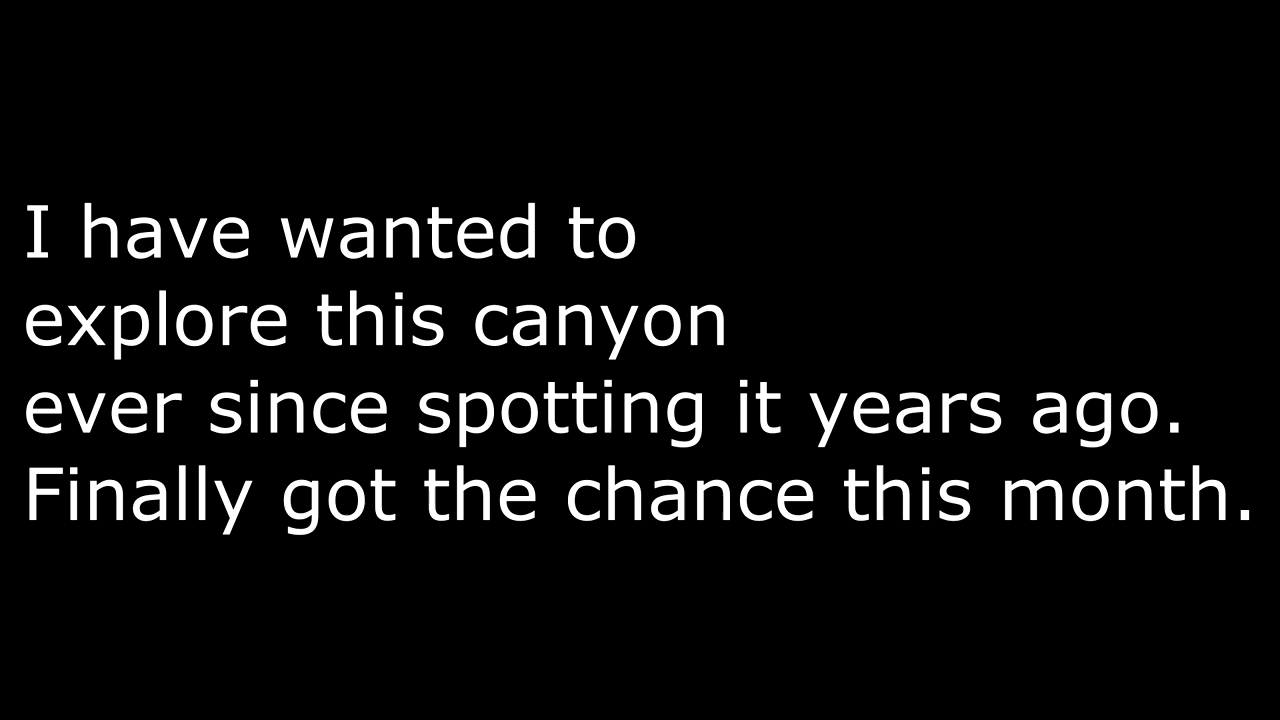 I have wanted to
explore this canyon
ever since spotting it years ago.
Finally got the chance this month.